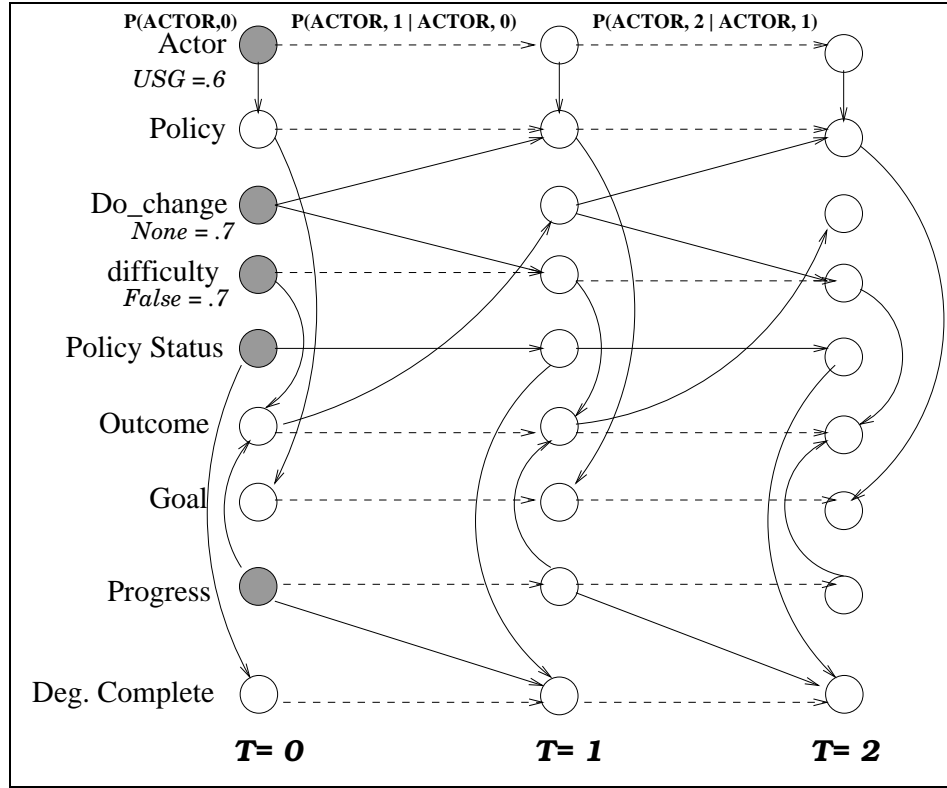 P(ACTOR,0) P(ACTOR, 1 | ACTOR, 0) P(ACTOR, 2 | ACTOR, 1)
Actor
USG =.6
Policy
Do_change
None = .7
difficulty
False = .7
Policy Status
Outcome
Goal
Progress
Deg. Complete
T= 0 T= 1 T= 2